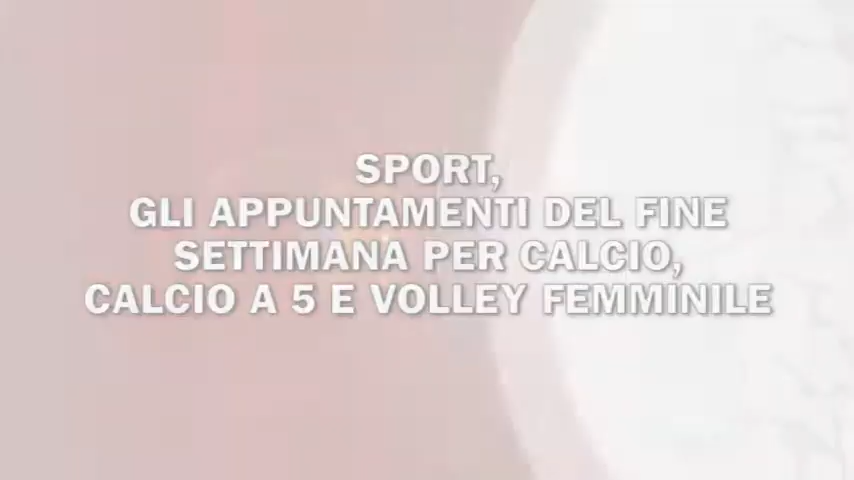 SPORT,
GLI APPUNTAMENTI DEL FINE
SETTIMANA PER CALCIO,
CALCIO A 5 E VOLLEY FEMMINILE